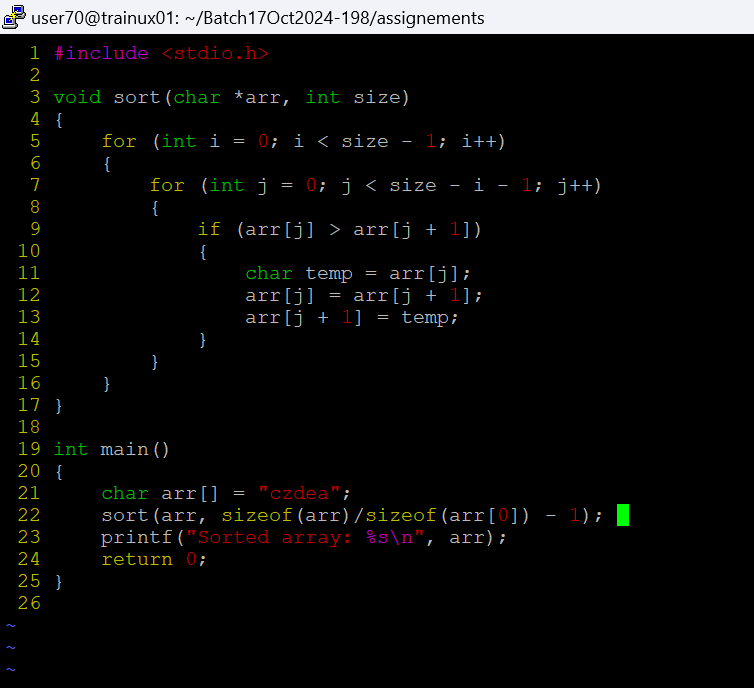 user70@trainux01: ~/Batch17Oct2024-198/assignements
1 #include <stdio.h>
2
3 void sort(char *arr, int size)
4 {
5     for (int i = 0; i < size - 1; i++)
6     {
7         for (int j = 0; j < size - i - 1; j++)
8         {
9             if (arr[j] > arr[j + 1])
10             {
11                 char temp = arr[j];
12                 arr[j] = arr[j + 1];
13                 arr[j + 1] = temp;
14             }
15         }
16     }
17 }
18
19 int main()
20 {
21     char arr[] = "czdea";
22     sort(arr, sizeof(arr)/sizeof(arr[0]) - 1);
23     printf("Sorted array: %s\n", arr);
24     return 0;
25 }
26
~
~
~